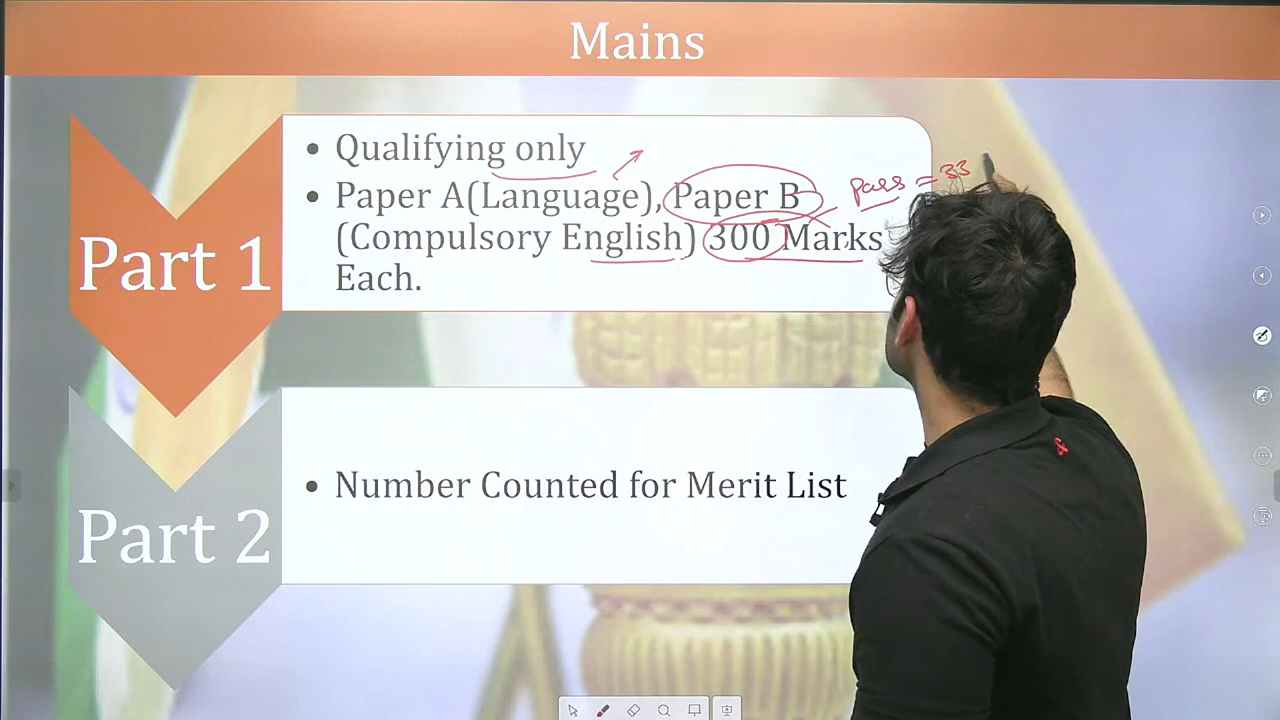 Mains
Part 1
• Qualifying only
• Paper A(Language), Paper B
(Compulsory English) 300 Marks
Each.
pass = 33
Part 2
• Number Counted for Merit List